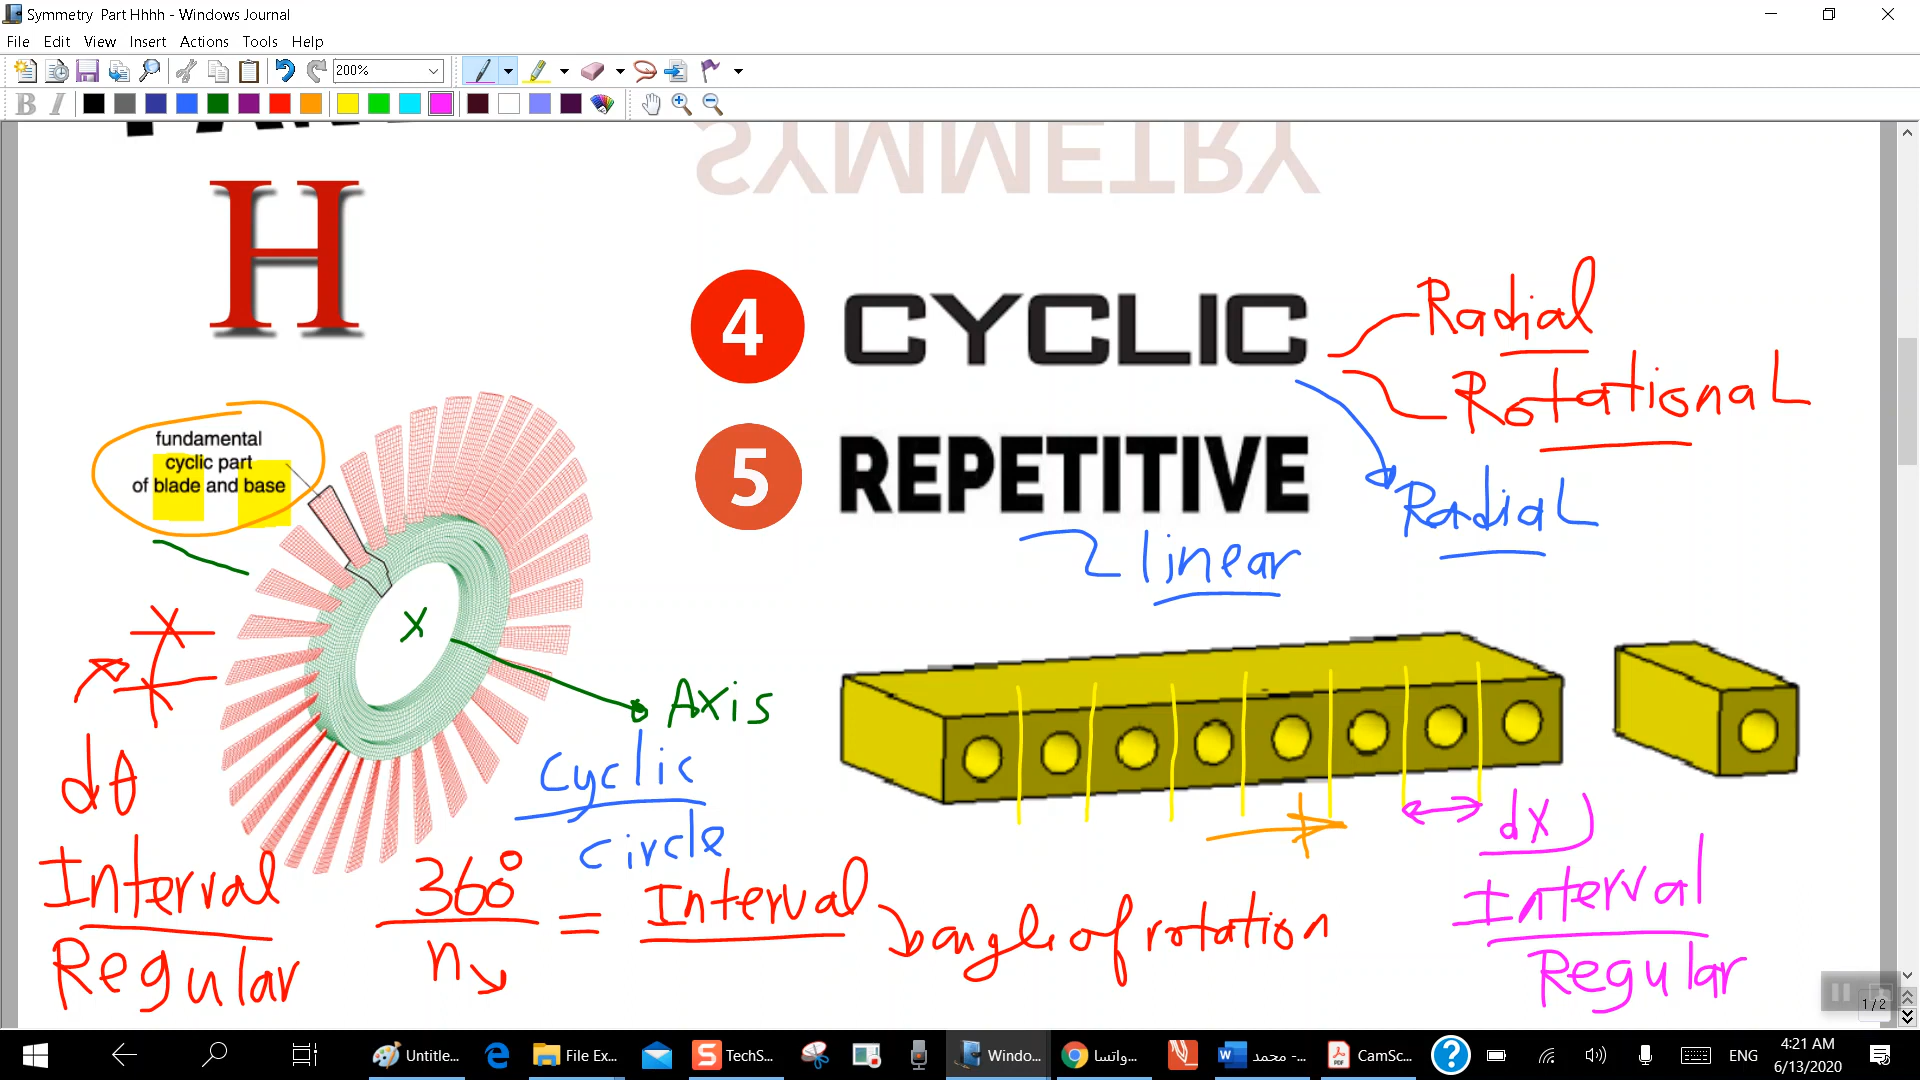 Symmetry Part Hhhh - Windows Journal
File Edit View Insert Actions Tools Help
200%
B I
SYMMETRY
H
4 CYCLIC
Radial
Rotational
5 REPETITIVE
Radial
linear
fundamental
cyclic part
of blade and base
X
Axis
dθ
Cyclic
circle
dx
Interval
Regular
360°
n
= Interval
angle of rotation
Interval
Regular
1 / 2
Untitle... File Ex... TechS... Windo... واتسا... محمد - ... CamSc... ENG
4:21 AM
6/13/2020